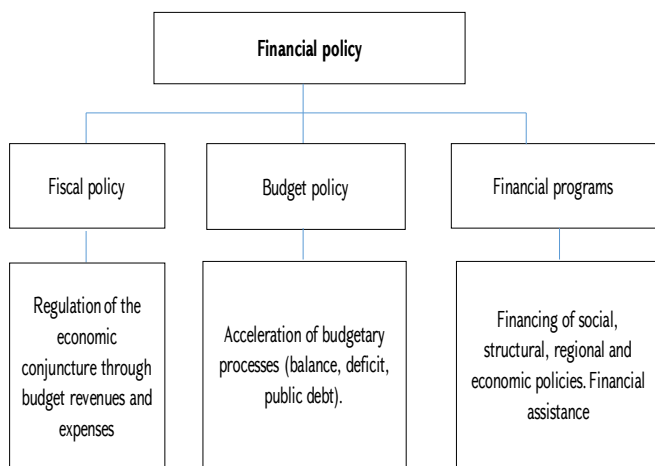 Financial policy
Fiscal policy
Budget policy
Financial programs
Regulation of the
economic
conjuncture through
budget revenues and
expenses
Acceleration of budgetary
processes (balance, deficit,
public debt).
Financing of social,
structural, regional and
economic policies. Financial
assistance